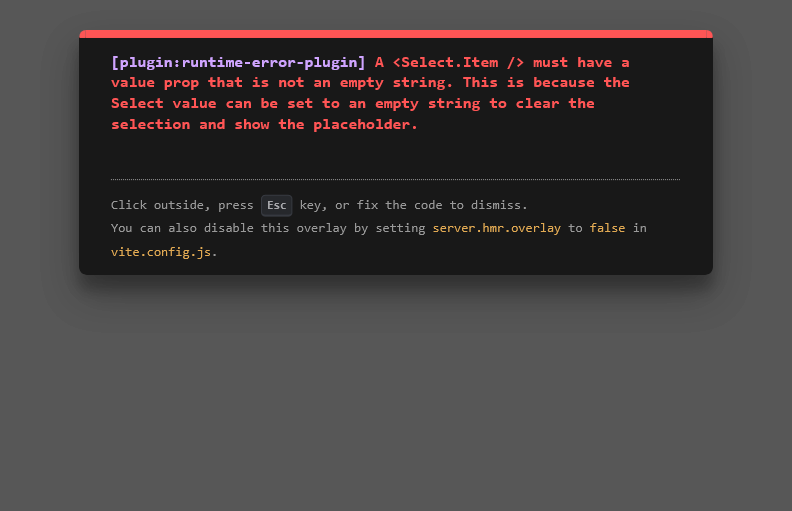 [plugin:runtime-error-plugin] A <Select.Item /> must have a
value prop that is not an empty string. This is because the
Select value can be set to an empty string to clear the
selection and show the placeholder.
Click outside, press Esc key, or fix the code to dismiss.
You can also disable this overlay by setting server.hmr.overlay to false in
vite.config.js.